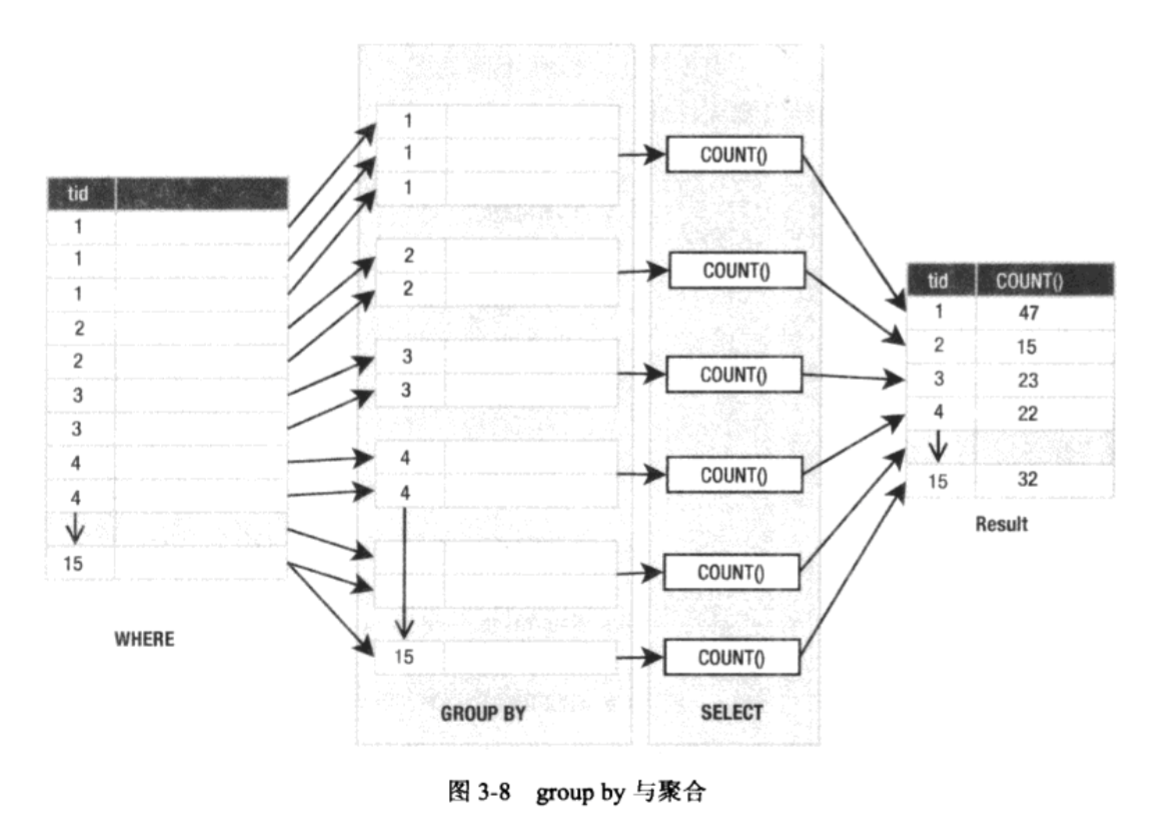 tid
1
1
1
2
2
3
3
4
4
15
WHERE
1
1
1
2
2
3
3
4
4
15
GROUP BY
COUNT()
COUNT()
COUNT()
COUNT()
COUNT()
COUNT()
SELECT
tid COUNT()
1 47
2 15
3 23
4 22
15 32
Result
图 3-8 group by 与聚合